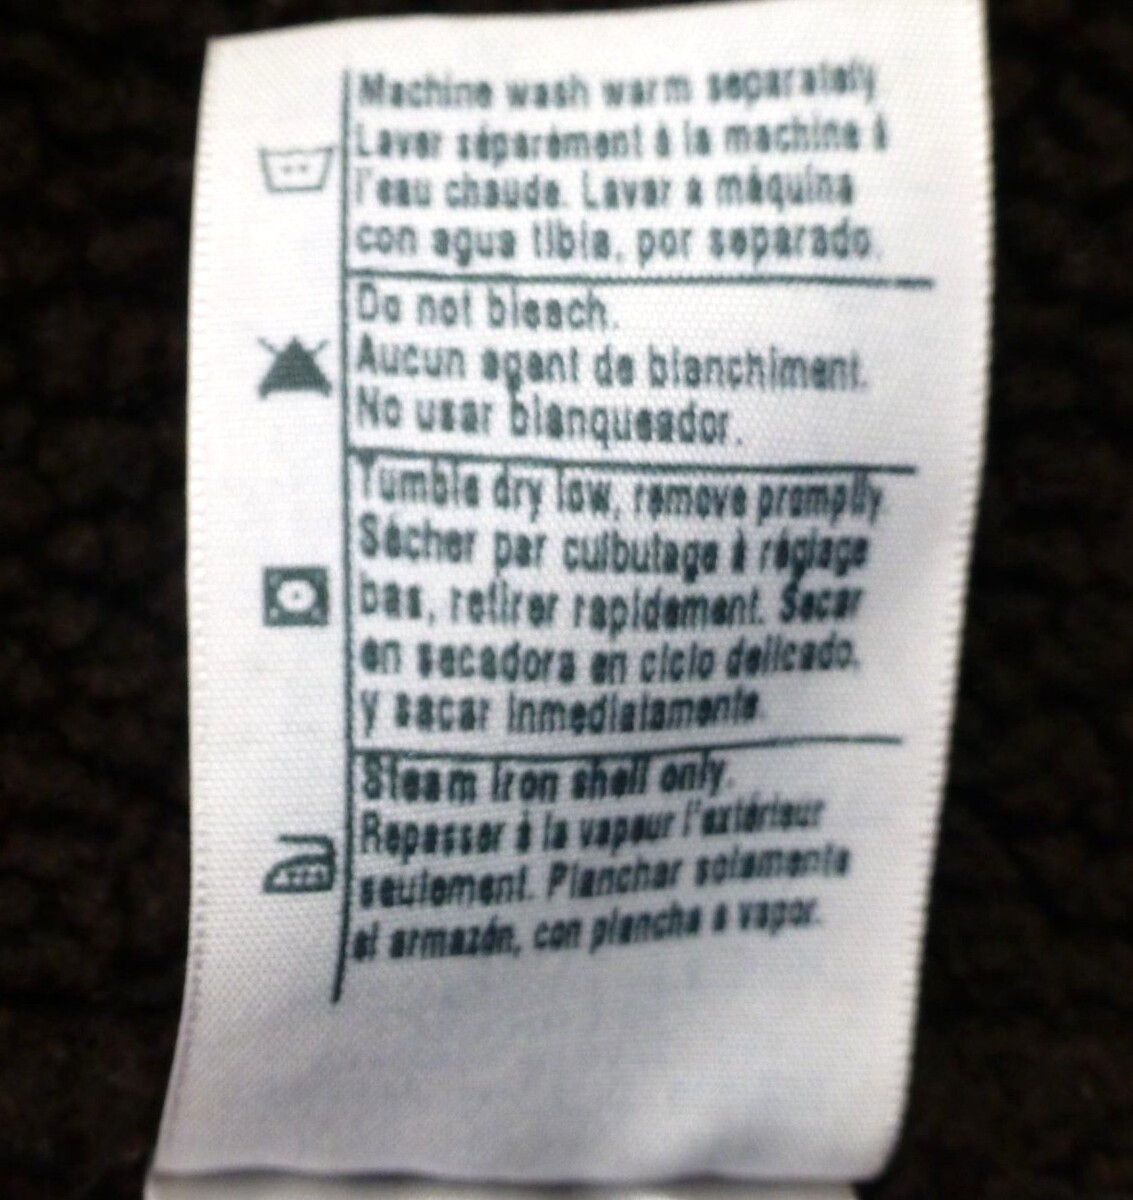 Machine wash warm separately
Laver séparément à la machine à
l'eau chaude. Lavar a máquina
con agua tibia, por separado.
Do not bleach.
Aucun agent de blanchiment.
No usar blanqueador.
Tumble dry low, remove promptly
Sécher par culbutage à réglage
bas, retirer rapidement. Secar
en secadora en ciclo delicado,
y sacar inmediatamente.
Steam iron shell only.
Repasser à la vapeur l'extérieur
seulement. Planchar solamente
el armazón, con plancha a vapor.